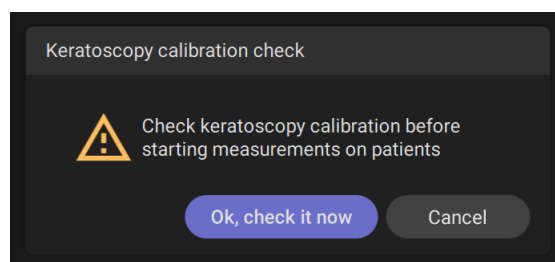 Keratoscopy calibration check
Check keratoscopy calibration before
starting measurements on patients
Ok, check it now
Cancel